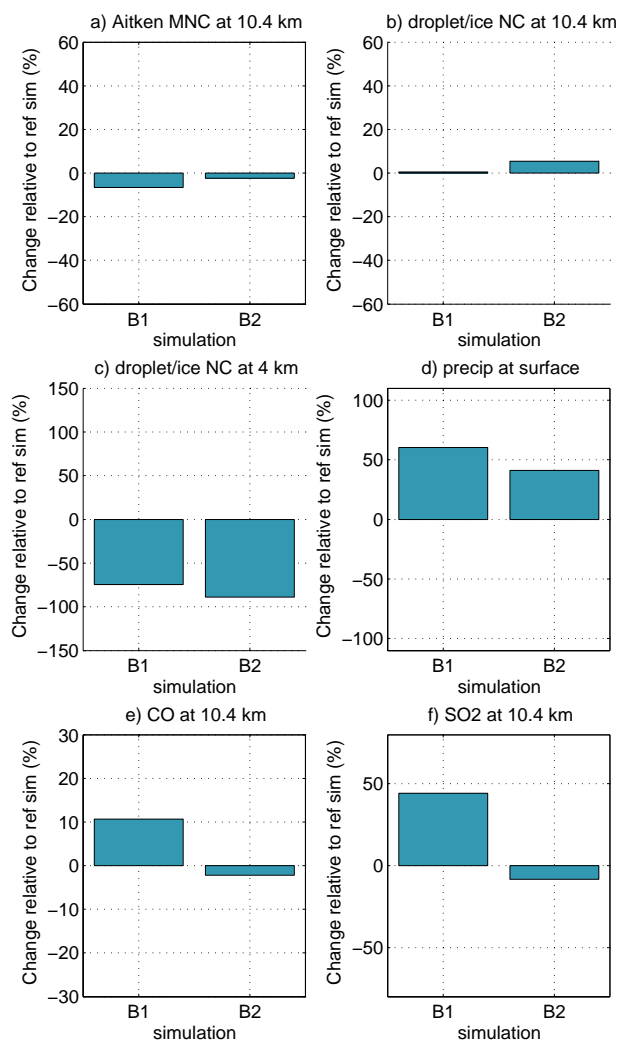 a) Aitken MNC at 10.4 km
60
40
20
0
−20
−40
−60
B1 B2
simulation
Change relative to ref sim (%)
b) droplet/ice NC at 10.4 km
60
40
20
0
−20
−40
−60
B1 B2
simulation
Change relative to ref sim (%)
c) droplet/ice NC at 4 km
150
100
50
0
−50
−100
−150
B1 B2
simulation
Change relative to ref sim (%)
d) precip at surface
100
50
0
−50
−100
B1 B2
simulation
Change relative to ref sim (%)
e) CO at 10.4 km
30
20
10
0
−10
−20
−30
B1 B2
simulation
Change relative to ref sim (%)
f) SO2 at 10.4 km
50
0
−50
B1 B2
simulation
Change relative to ref sim (%)